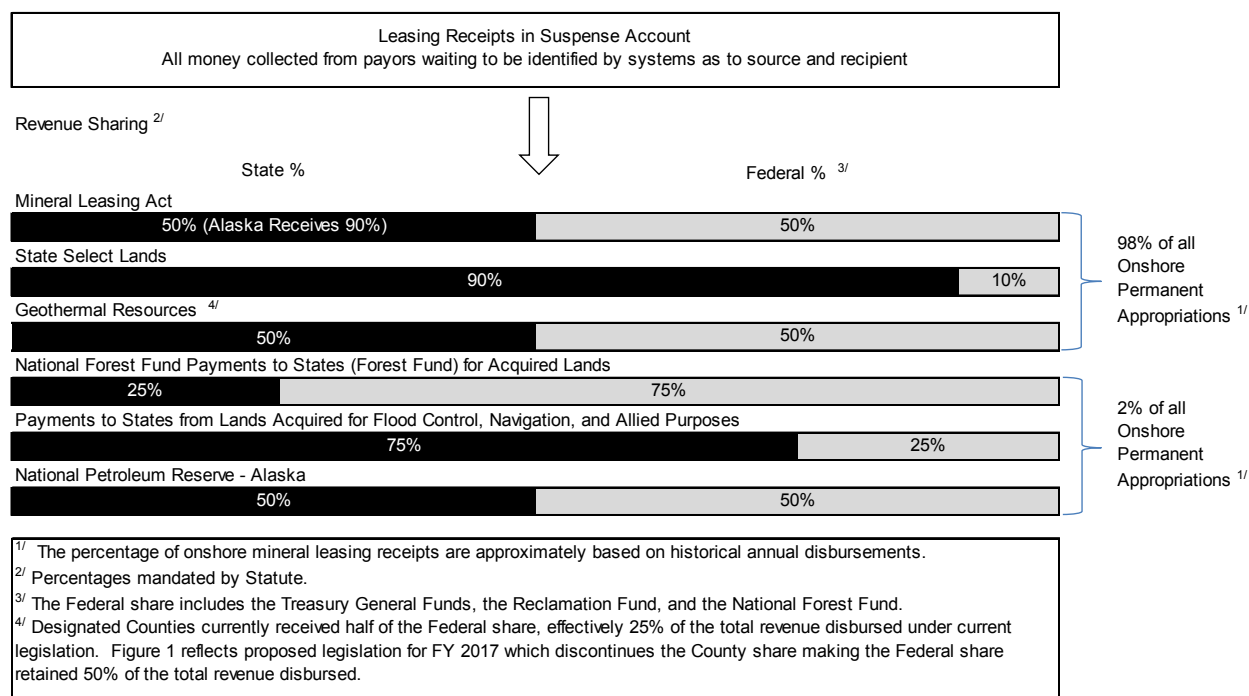 Leasing Receipts in Suspense Account
All money collected from payors waiting to be identified by systems as to source and recipient
Revenue Sharing 2/
State %
Federal % 3/
Mineral Leasing Act
50% (Alaska Receives 90%)
50%
State Select Lands
90%
10%
Geothermal Resources 4/
50%
50%
98% of all
Onshore
Permanent
Appropriations 1/
National Forest Fund Payments to States (Forest Fund) for Acquired Lands
25%
75%
Payments to States from Lands Acquired for Flood Control, Navigation, and Allied Purposes
75%
25%
National Petroleum Reserve - Alaska
50%
50%
2% of all
Onshore
Permanent
Appropriations 1/
1/ The percentage of onshore mineral leasing receipts are approximately based on historical annual disbursements.
2/ Percentages mandated by Statute.
3/ The Federal share includes the Treasury General Funds, the Reclamation Fund, and the National Forest Fund.
4/ Designated Counties currently received half of the Federal share, effectively 25% of the total revenue disbursed under current
legislation. Figure 1 reflects proposed legislation for FY 2017 which discontinues the County share making the Federal share
retained 50% of the total revenue disbursed.